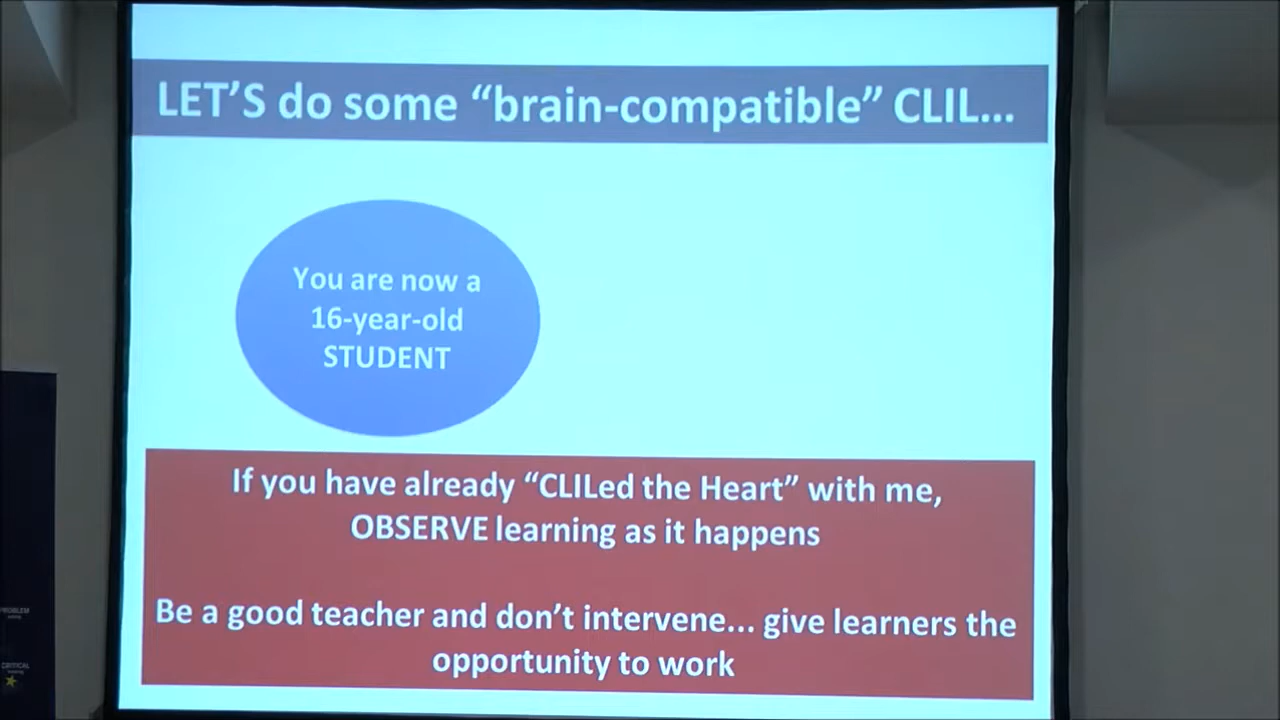 LET'S do some “brain-compatible” CLIL...
You are now a
16-year-old
STUDENT
If you have already “CLILed the Heart” with me,
OBSERVE learning as it happens
Be a good teacher and don't intervene... give learners the
opportunity to work
PROBLEM
CRITICAL